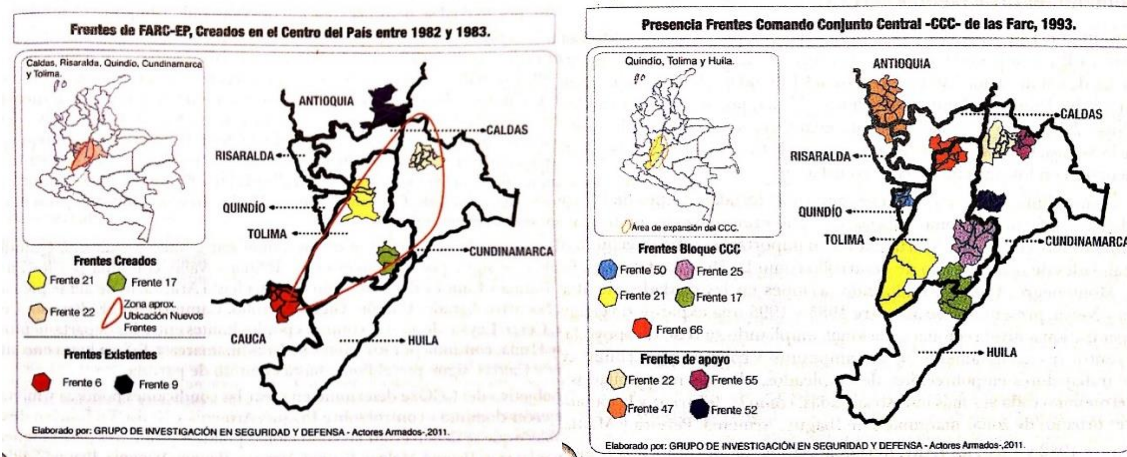 Frentes de FARC-EP, Creados en el Centro del País entre 1982 y 1983.
Caldas, Risaralda, Quindío, Cundinamarca
y Tolima.
ANTIOQUIA
CALDAS
RISARALDA
QUINDÍO
TOLIMA
CUNDINAMARCA
CAUCA
HUILA
Frentes Creados
Frente 21
Frente 17
Frente 22
Zona aprox.
Ubicación Nuevos
Frentes
Frentes Existentes
Frente 6
Frente 9
Elaborado por: GRUPO DE INVESTIGACIÓN EN SEGURIDAD Y DEFENSA - Actores Armados-, 2011.
Presencia Frentes Comando Conjunto Central -CCC- de las Farc, 1993.
Quindío, Tolima y Huila.
Área de expansión del CCC.
ANTIOQUIA
CALDAS
RISARALDA
QUINDÍO
TOLIMA
CUNDINAMARCA
HUILA
Frentes Bloque CCC
Frente 50
Frente 25
Frente 21
Frente 17
Frente 66
Frentes de apoyo
Frente 22
Frente 55
Frente 47
Frente 52
Elaborado por: GRUPO DE INVESTIGACIÓN EN SEGURIDAD Y DEFENSA - Actores Armados-,2011.